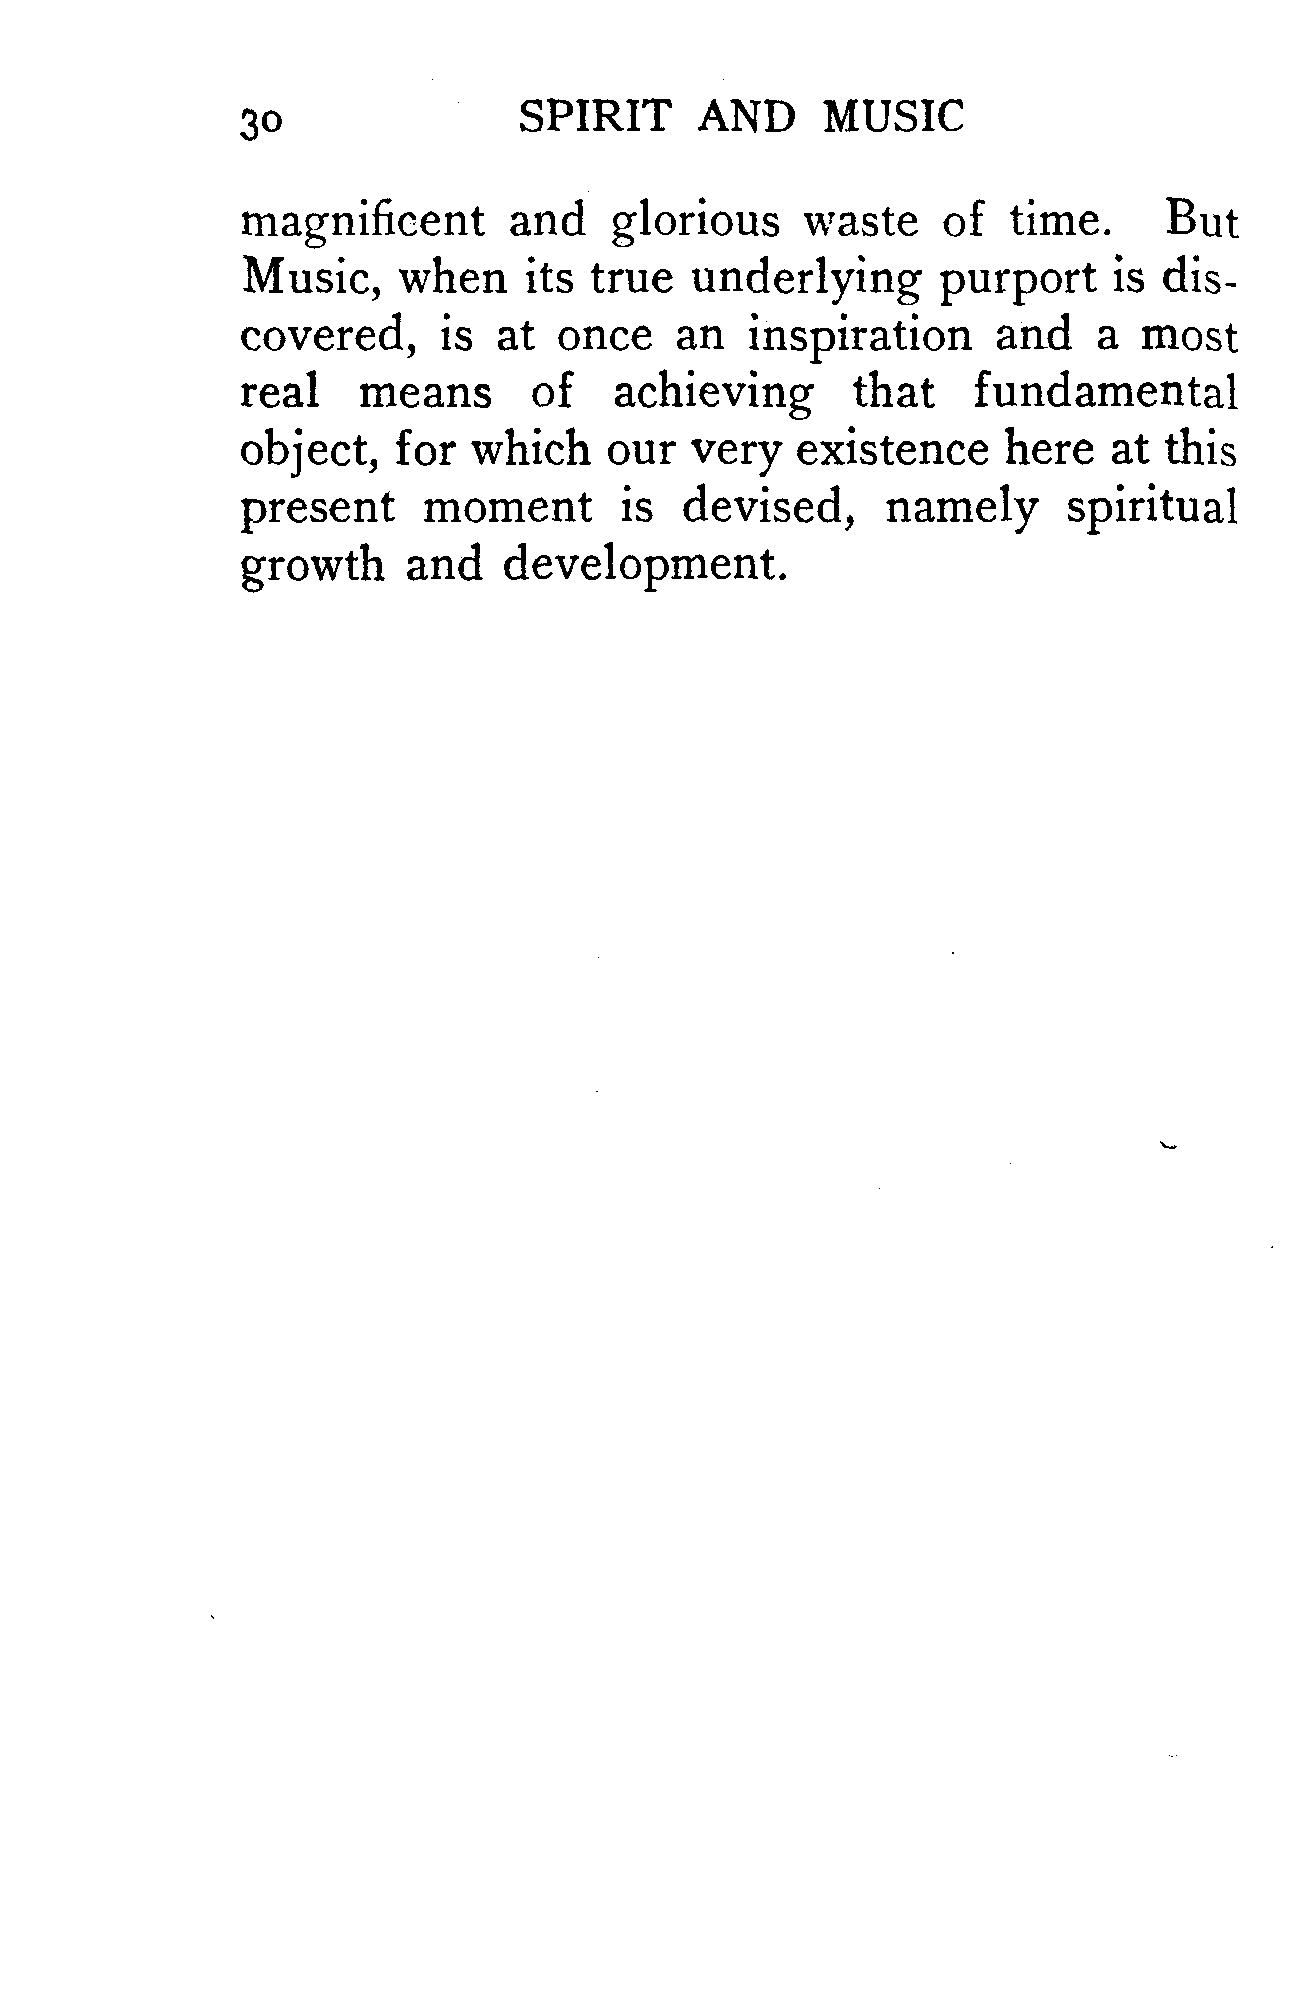 30 SPIRIT AND MUSIC
magnificent and glorious waste of time. But
Music, when its true underlying purport is dis-
covered, is at once an inspiration and a most
real means of achieving that fundamental
object, for which our very existence here at this
present moment is devised, namely spiritual
growth and development.